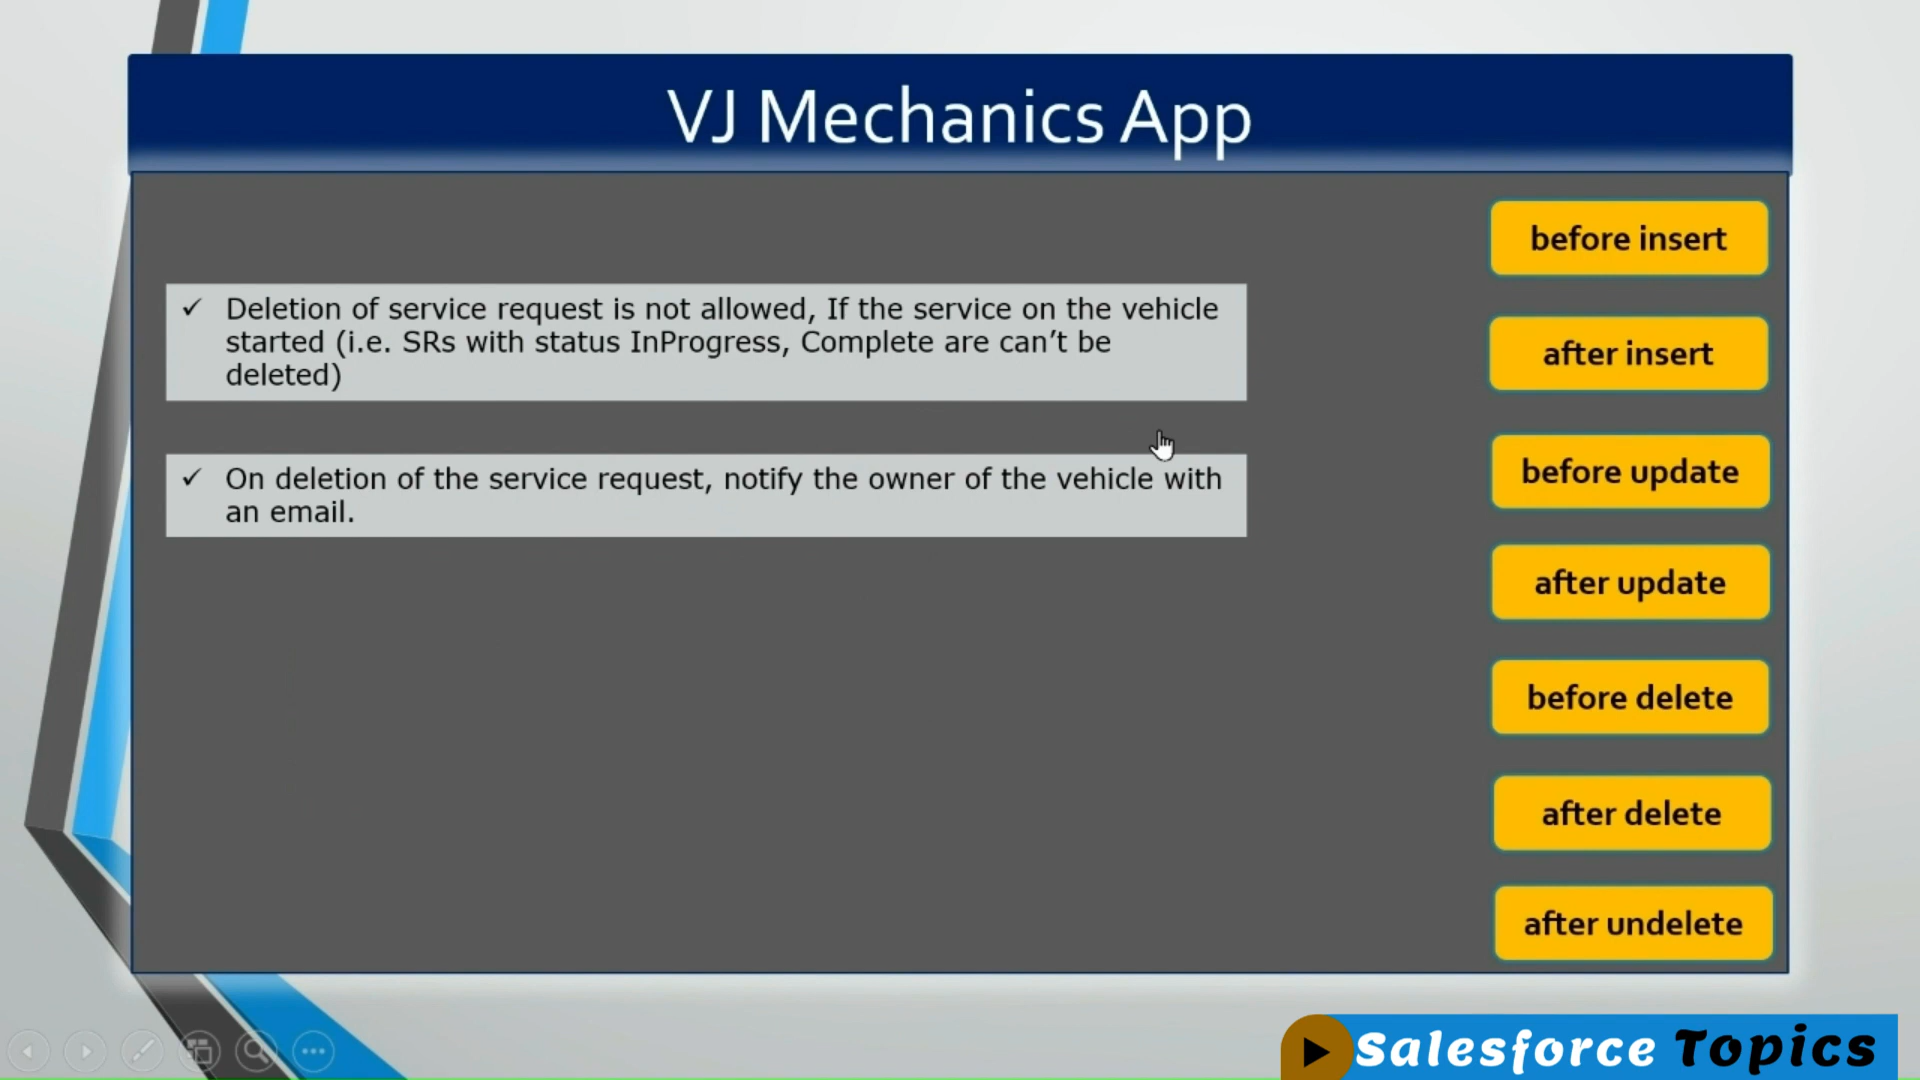 VJ Mechanics App
✓ Deletion of service request is not allowed, If the service on the vehicle
started (i.e. SRs with status InProgress, Complete are can’t be
deleted)
✓ On deletion of the service request, notify the owner of the vehicle with
an email.
before insert
after insert
before update
after update
before delete
after delete
after undelete
Salesforce Topics